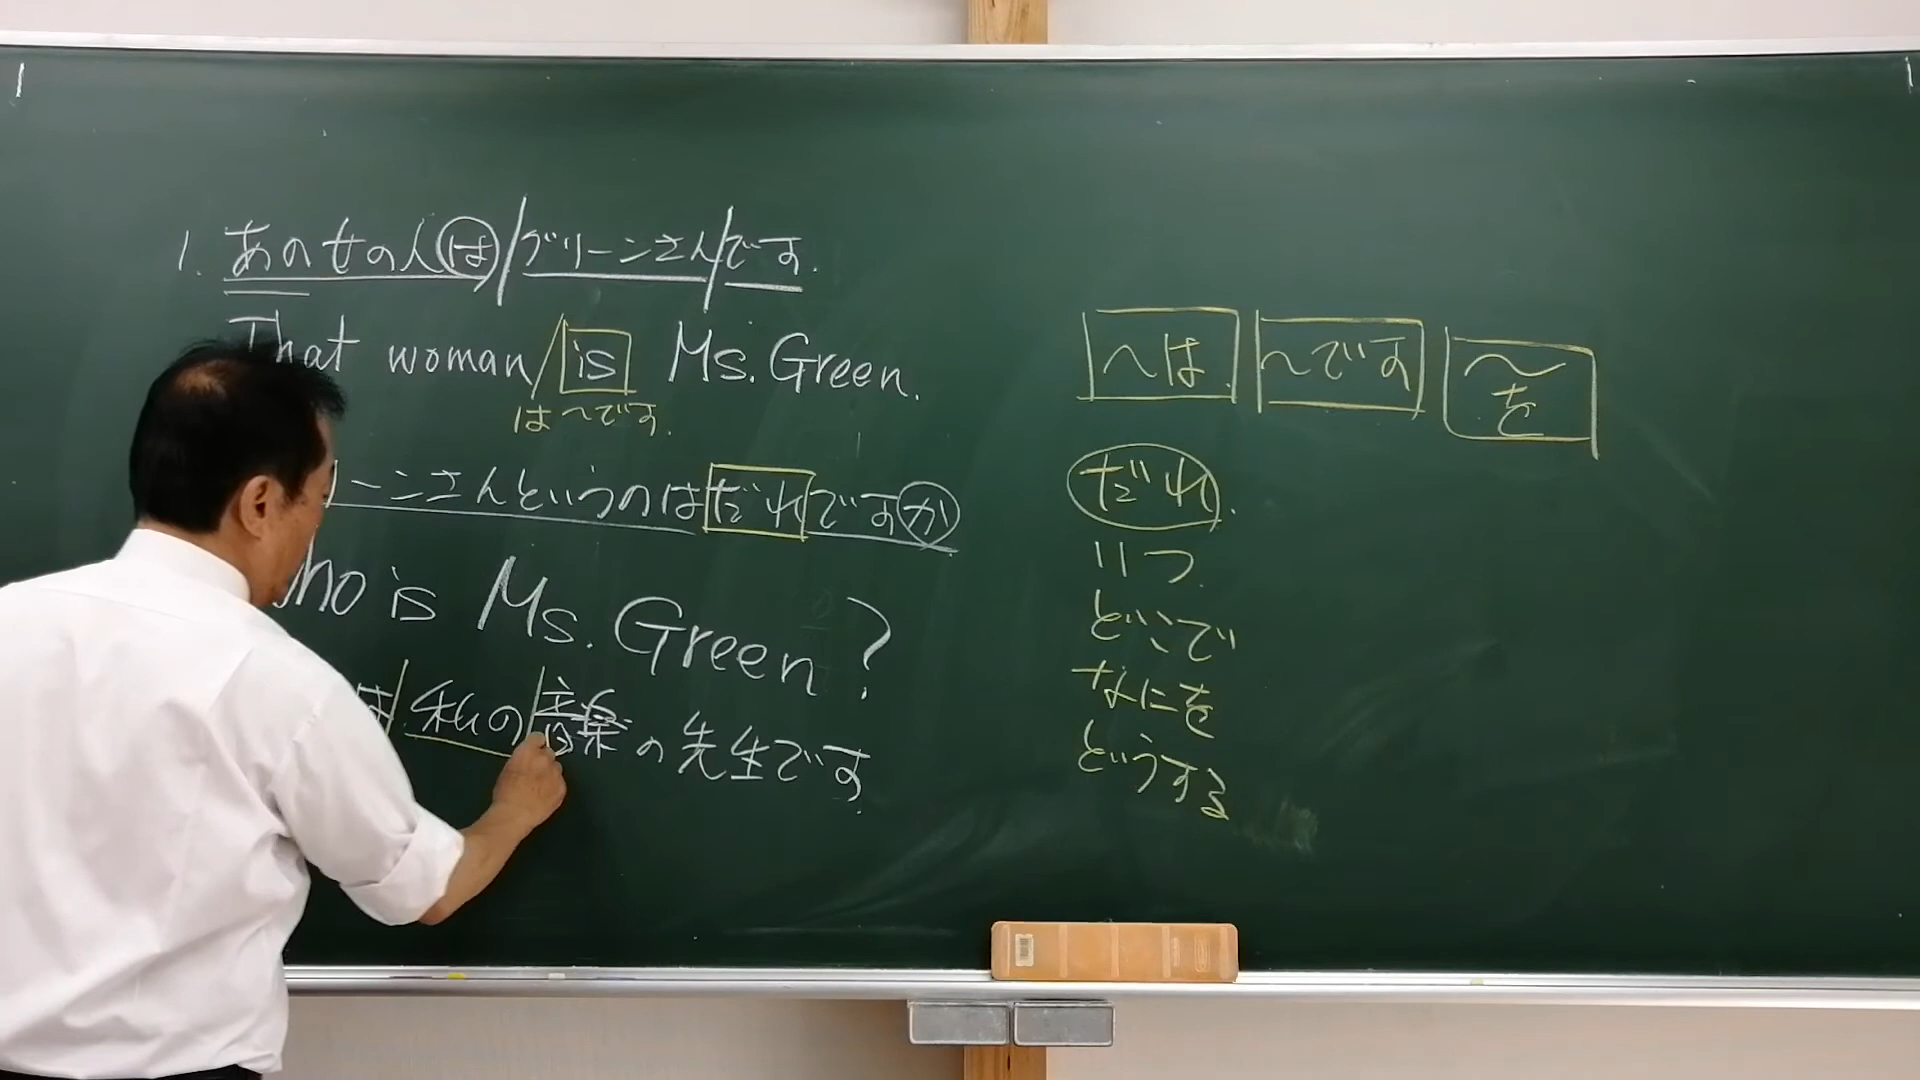 1. あの女の人は/グリーンさん/です.
That woman/is Ms. Green.
は〜です.
ーンさんというのはだれですか
ho is Ms. Green?
は/私の/音楽の先生です.
〜は
〜です
〜を
だれ.
いつ.
どこで
なにを
どうする